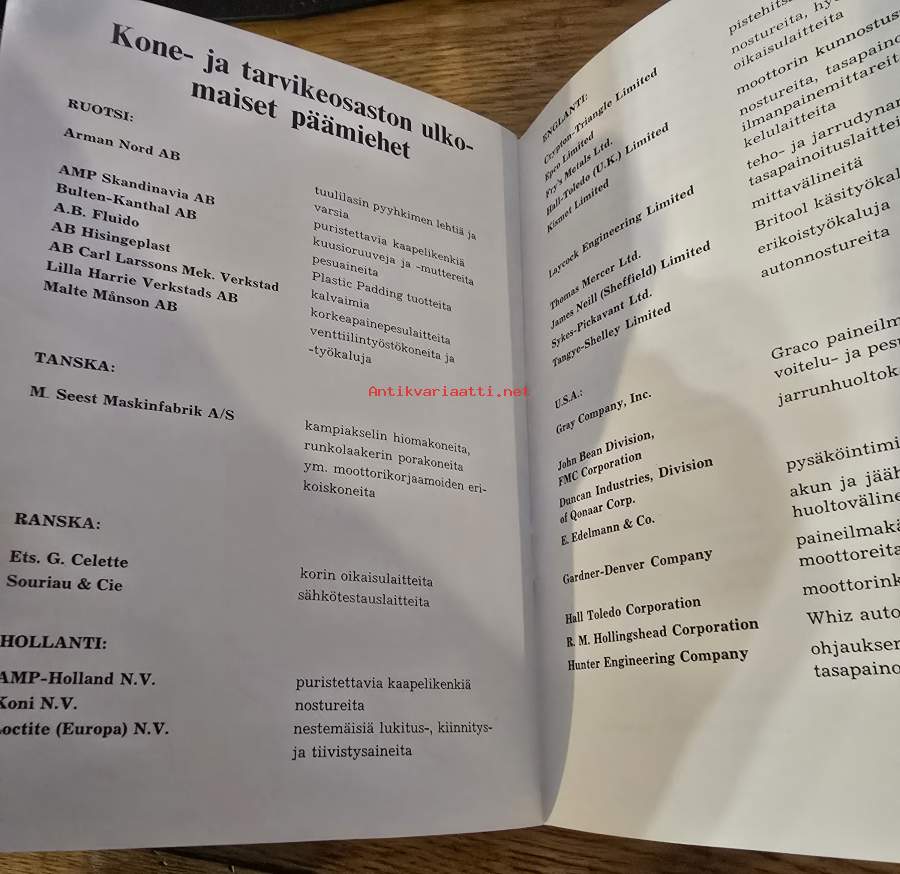 Kone- ja tarvikeosaston ulko-
maiset päämiehet
RUOTSI:
Arman Nord AB
tuulilasin pyyhkimen lehtiä ja
varsia
AMP Skandinavia AB
puristettavia kaapelikenkiä
Bulten-Kanthal AB
kuusioruuveja ja -muttereita
A.B. Fluido
pesuaineita
AB Hisingeplast
Plastic Padding tuotteita
AB Carl Larssons Mek. Verkstad
kalvaimia
Lilla Harrie Verkstads AB
korkeapainepesulaitteita
Malte Månson AB
venttiilintyöstökoneita ja
-työkaluja
TANSKA:
M. Seest Maskinfabrik A/S
kampiakselin hiomakoneita,
runkolaakerin porakoneita
ym. moottorikorjaamoiden eri-
koiskoneita
RANSKA:
Ets. G. Celette
korin oikaisulaitteita
Souriau & Cie
sähkötestauslaitteita
HOLLANTI:
AMP-Holland N.V.
puristettavia kaapelikenkiä
Koni N.V.
nostureita
Loctite (Europa) N.V.
nestemäisiä lukitus-, kiinnitys-
ja tiivistysaineita
Antikvariaatti.net
ENGLANTI:
Crypton-Triangle Limited
Epco Limited
Fry's Metals Ltd.
Hall-Toledo (U.K.) Limited
Kismet Limited
Laycock Engineering Limited
Thomas Mercer Ltd.
James Neill (Sheffield) Limited
Sykes-Pickavant Ltd.
Tangye-Shelley Limited
nostureita, hy
oikaisulaitteita
moottorin kunnostus
nostureita, tasapaino
ilmanpainemittareit
kelulaitteita
teho- ja jarrudynar
tasapainoituslaittei
mittavälineitä
Britool käsityökal
erikoistyökaluja
autonnostureita
U.S.A.:
Gray Company, Inc.
Graco paineilm
voitelu- ja pesu
John Bean Division,
FMC Corporation
jarrunhuoltok
Duncan Industries, Division
of Qonaar Corp.
pysäköintimi
E. Edelmann & Co.
akun ja jääh
huoltoväline
Gardner-Denver Company
paineilmakä
moottoreita
Hall Toledo Corporation
moottorink
R. M. Hollingshead Corporation
Whiz auto
Hunter Engineering Company
ohjauksen
tasapaino